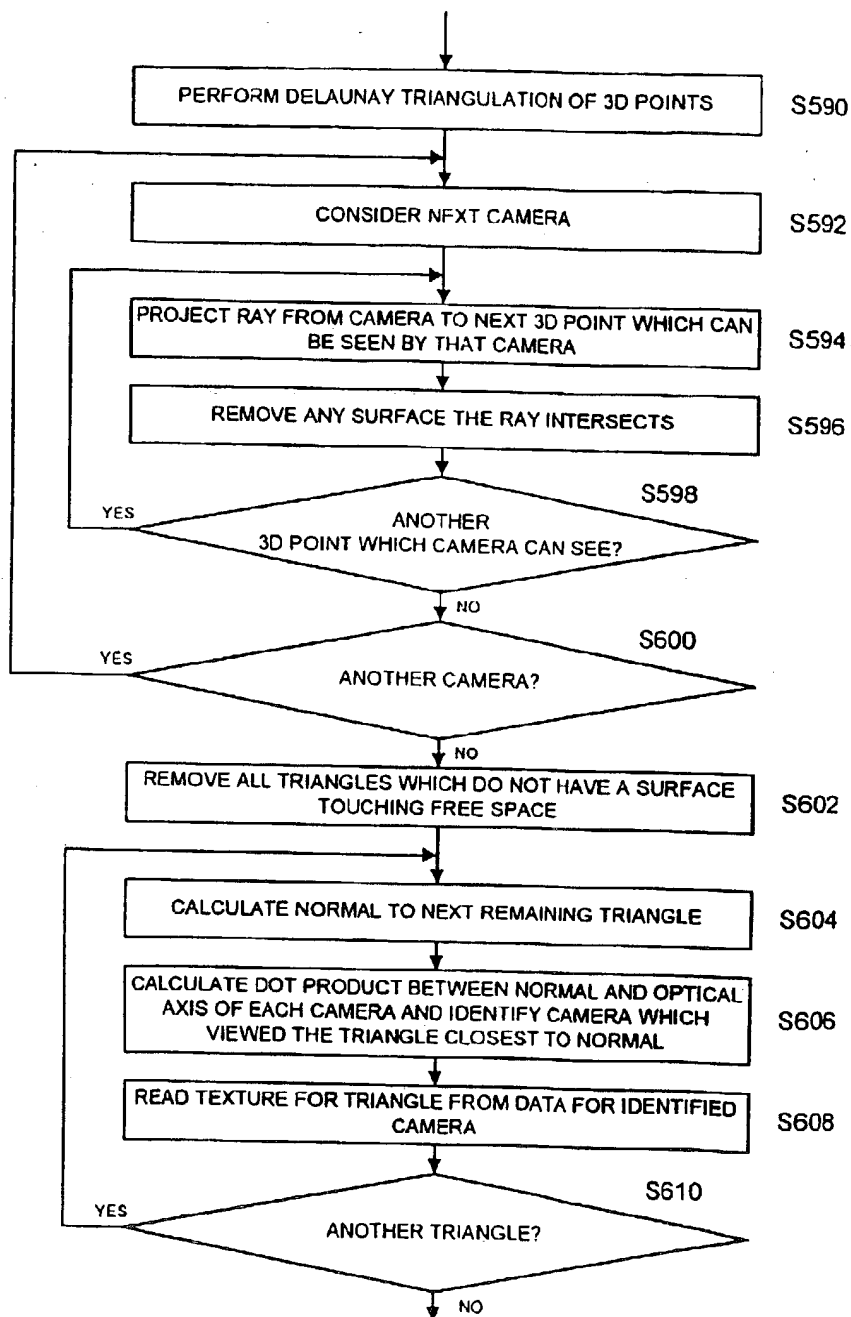 PERFORM DELAUNAY TRIANGULATION OF 3D POINTS
S590
CONSIDER NEXT CAMERA
S592
PROJECT RAY FROM CAMERA TO NEXT 3D POINT WHICH CAN
BE SEEN BY THAT CAMERA
S594
REMOVE ANY SURFACE THE RAY INTERSECTS
S596
S598
YES
ANOTHER
3D POINT WHICH CAMERA CAN SEE?
NO
S600
YES
ANOTHER CAMERA?
NO
REMOVE ALL TRIANGLES WHICH DO NOT HAVE A SURFACE
TOUCHING FREE SPACE
S602
CALCULATE NORMAL TO NEXT REMAINING TRIANGLE
S604
CALCULATE DOT PRODUCT BETWEEN NORMAL AND OPTICAL
AXIS OF EACH CAMERA AND IDENTIFY CAMERA WHICH
VIEWED THE TRIANGLE CLOSEST TO NORMAL
S606
READ TEXTURE FOR TRIANGLE FROM DATA FOR IDENTIFIED
CAMERA
S608
S610
YES
ANOTHER TRIANGLE?
NO